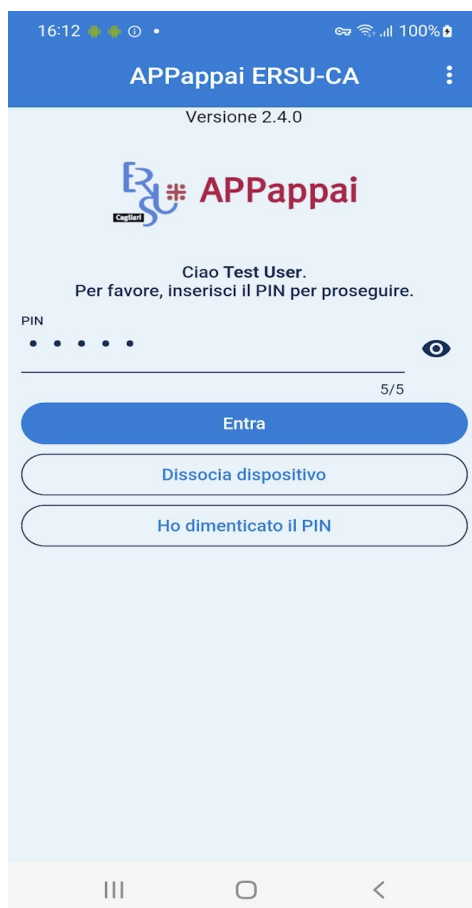 16:12
100%
APPappai ERSU-CA
Versione 2.4.0
ERSU
Cagliari
APPappai
Ciao Test User.
Per favore, inserisci il PIN per proseguire.
PIN
5/5
Entra
Dissocia dispositivo
Ho dimenticato il PIN